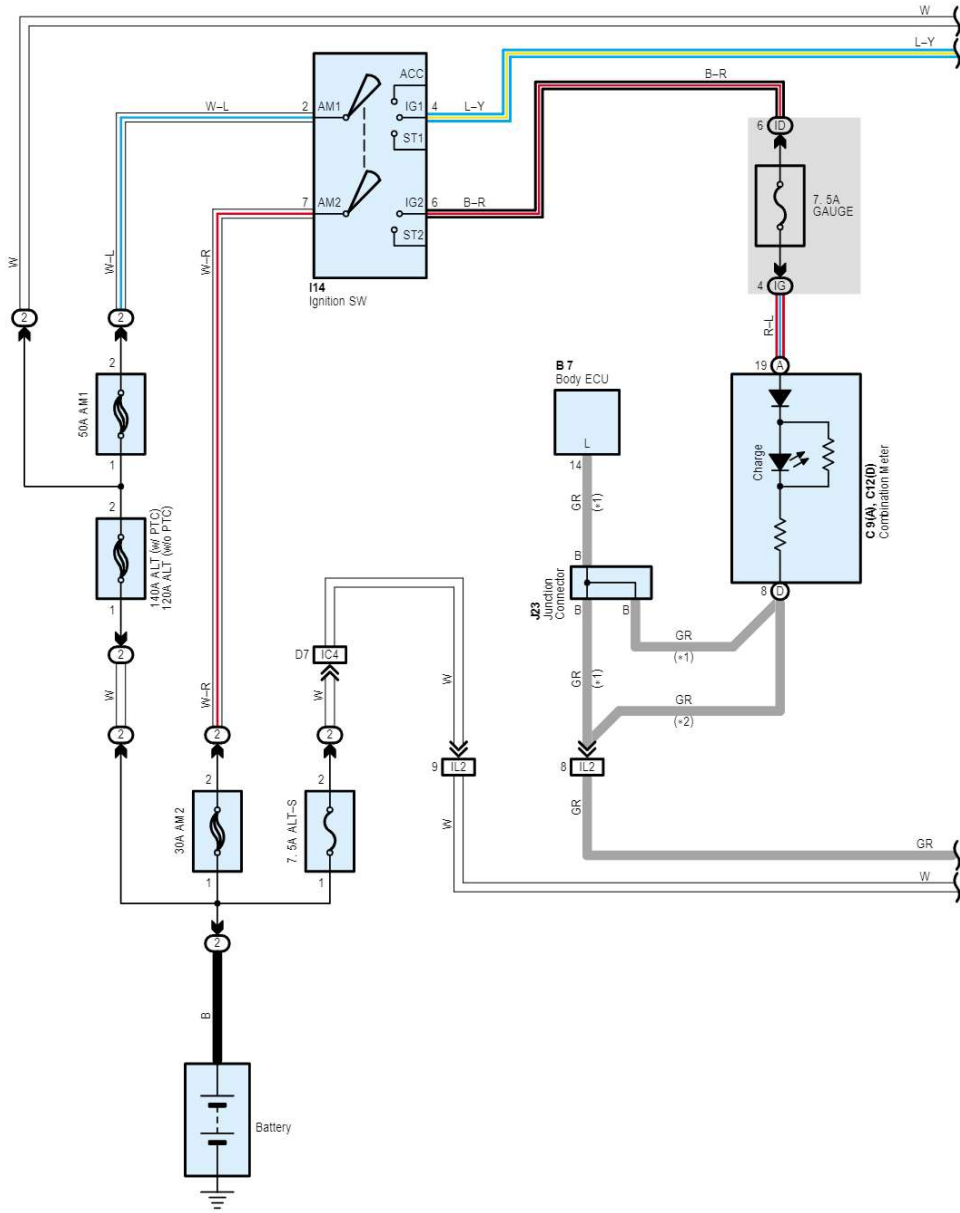 W
L–Y
B–R
ACC
W–L
2
AM1
IG1
4
L–Y
ST1
6
ID
7
AM2
IG2
6
B–R
ST2
7. 5A
GAUGE
W
W–L
W–R
I14
Ignition SW
4
IG
2
2
R–L
2
50A AM1
1
B 7
Body ECU
L
14
19
A
Charge
C 9(A), C12(D)
Combination Meter
2
140A ALT (w/ PTC)
120A ALT (w/o PTC)
1
GR
(*1)
B
J23
Junction
Connector
B
B
8
D
2
D7
IC4
GR
(*1)
W
W–R
W
W
GR
(*1)
GR
(*2)
2
2
2
9
IL2
8
IL2
2
30A AM2
1
2
7. 5A ALT–S
1
W
GR
GR
W
2
B
Battery